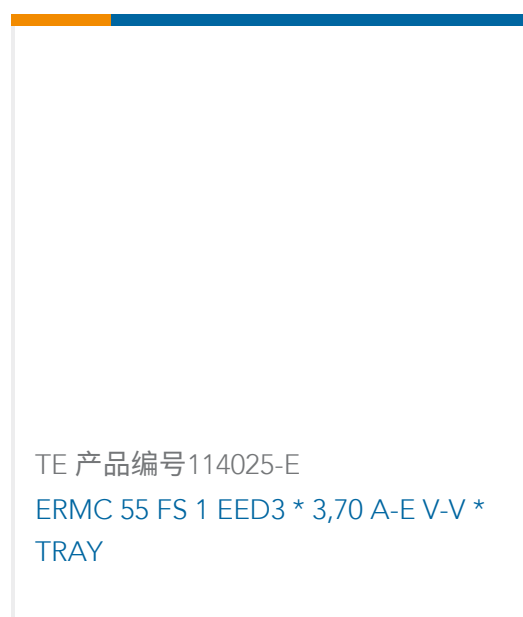 TE 产品编号114025-E
ERMC 55 FS 1 EED3 * 3,70 A-E V-V *
TRAY